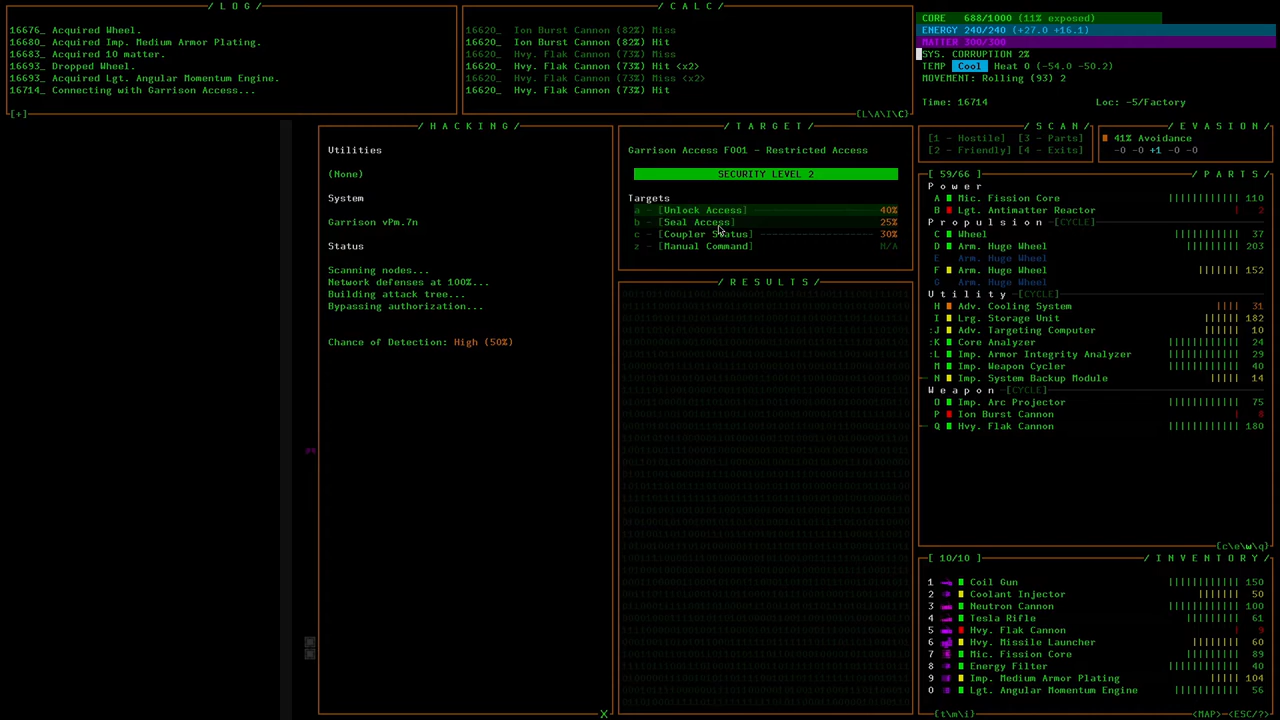 / L O G /
16676_ Acquired Wheel.
16680_ Acquired Imp. Medium Armor Plating.
16683_ Acquired 10 matter.
16693_ Dropped Wheel.
16693_ Acquired Lgt. Angular Momentum Engine.
16714_ Connecting with Garrison Access...
[+]
/ C A L C /
16620_ Ion Burst Cannon (82%) Miss
16620_ Ion Burst Cannon (82%) Hit
16620_ Hvy. Flak Cannon (73%) Miss
16620_ Hvy. Flak Cannon (73%) Hit <x2>
16620_ Hvy. Flak Cannon (73%) Miss <x2>
16620_ Hvy. Flak Cannon (73%) Hit
[L\A\I\C]
CORE 688/1000 (11% exposed)
ENERGY 240/240 (+27.0 +16.1)
MATTER 300/300
SYS. CORRUPTION 2%
TEMP Cool Heat 0 (-54.0 -50.2)
MOVEMENT: Rolling (93) 2
Time: 16714 Loc: -5/Factory
/ H A C K I N G /
Utilities
(None)
System
Garrison vPm.7n
Status
Scanning nodes...
Network defenses at 100%...
Building attack tree...
Bypassing authorization...
Chance of Detection: High (50%)
X
/ T A R G E T /
Garrison Access F001 - Restricted Access
SECURITY LEVEL 2
Targets
a - [Unlock Access] 40%
b - [Seal Access] 25%
c - [Coupler Status] 30%
z - [Manual Command] N/A
/ R E S U L T S /
/ S C A N /
[1 - Hostile] [3 - Parts]
[2 - Friendly] [4 - Exits]
/ E V A S I O N /
41% Avoidance
-0 -0 +1 -0 -0
[ 59/66 ] / P A R T S /
P o w e r
A Mic. Fission Core 110
B Lgt. Antimatter Reactor 2
P r o p u l s i o n [CYCLE]
C Wheel 37
D Arm. Huge Wheel 203
E Arm. Huge Wheel
F Arm. Huge Wheel 152
G Arm. Huge Wheel
U t i l i t y [CYCLE]
H Adv. Cooling System 31
I Lrg. Storage Unit 182
:J Adv. Targeting Computer 10
:K Core Analyzer 24
:L Imp. Armor Integrity Analyzer 29
M Imp. Weapon Cycler 40
N Imp. System Backup Module 14
W e a p o n [CYCLE]
O Imp. Arc Projector 75
P Ion Burst Cannon 8
Q Hvy. Flak Cannon 180
[c\e\w\q]
[ 10/10 ] / I N V E N T O R Y /
1 Coil Gun 150
2 Coolant Injector 50
3 Neutron Cannon 100
4 Tesla Rifle 61
5 Hvy. Flak Cannon 9
6 Hvy. Missile Launcher 60
7 Mic. Fission Core 89
8 Energy Filter 40
9 Imp. Medium Armor Plating 104
0 Lgt. Angular Momentum Engine 56
[t\m\i] <MAP> <ESC/?>